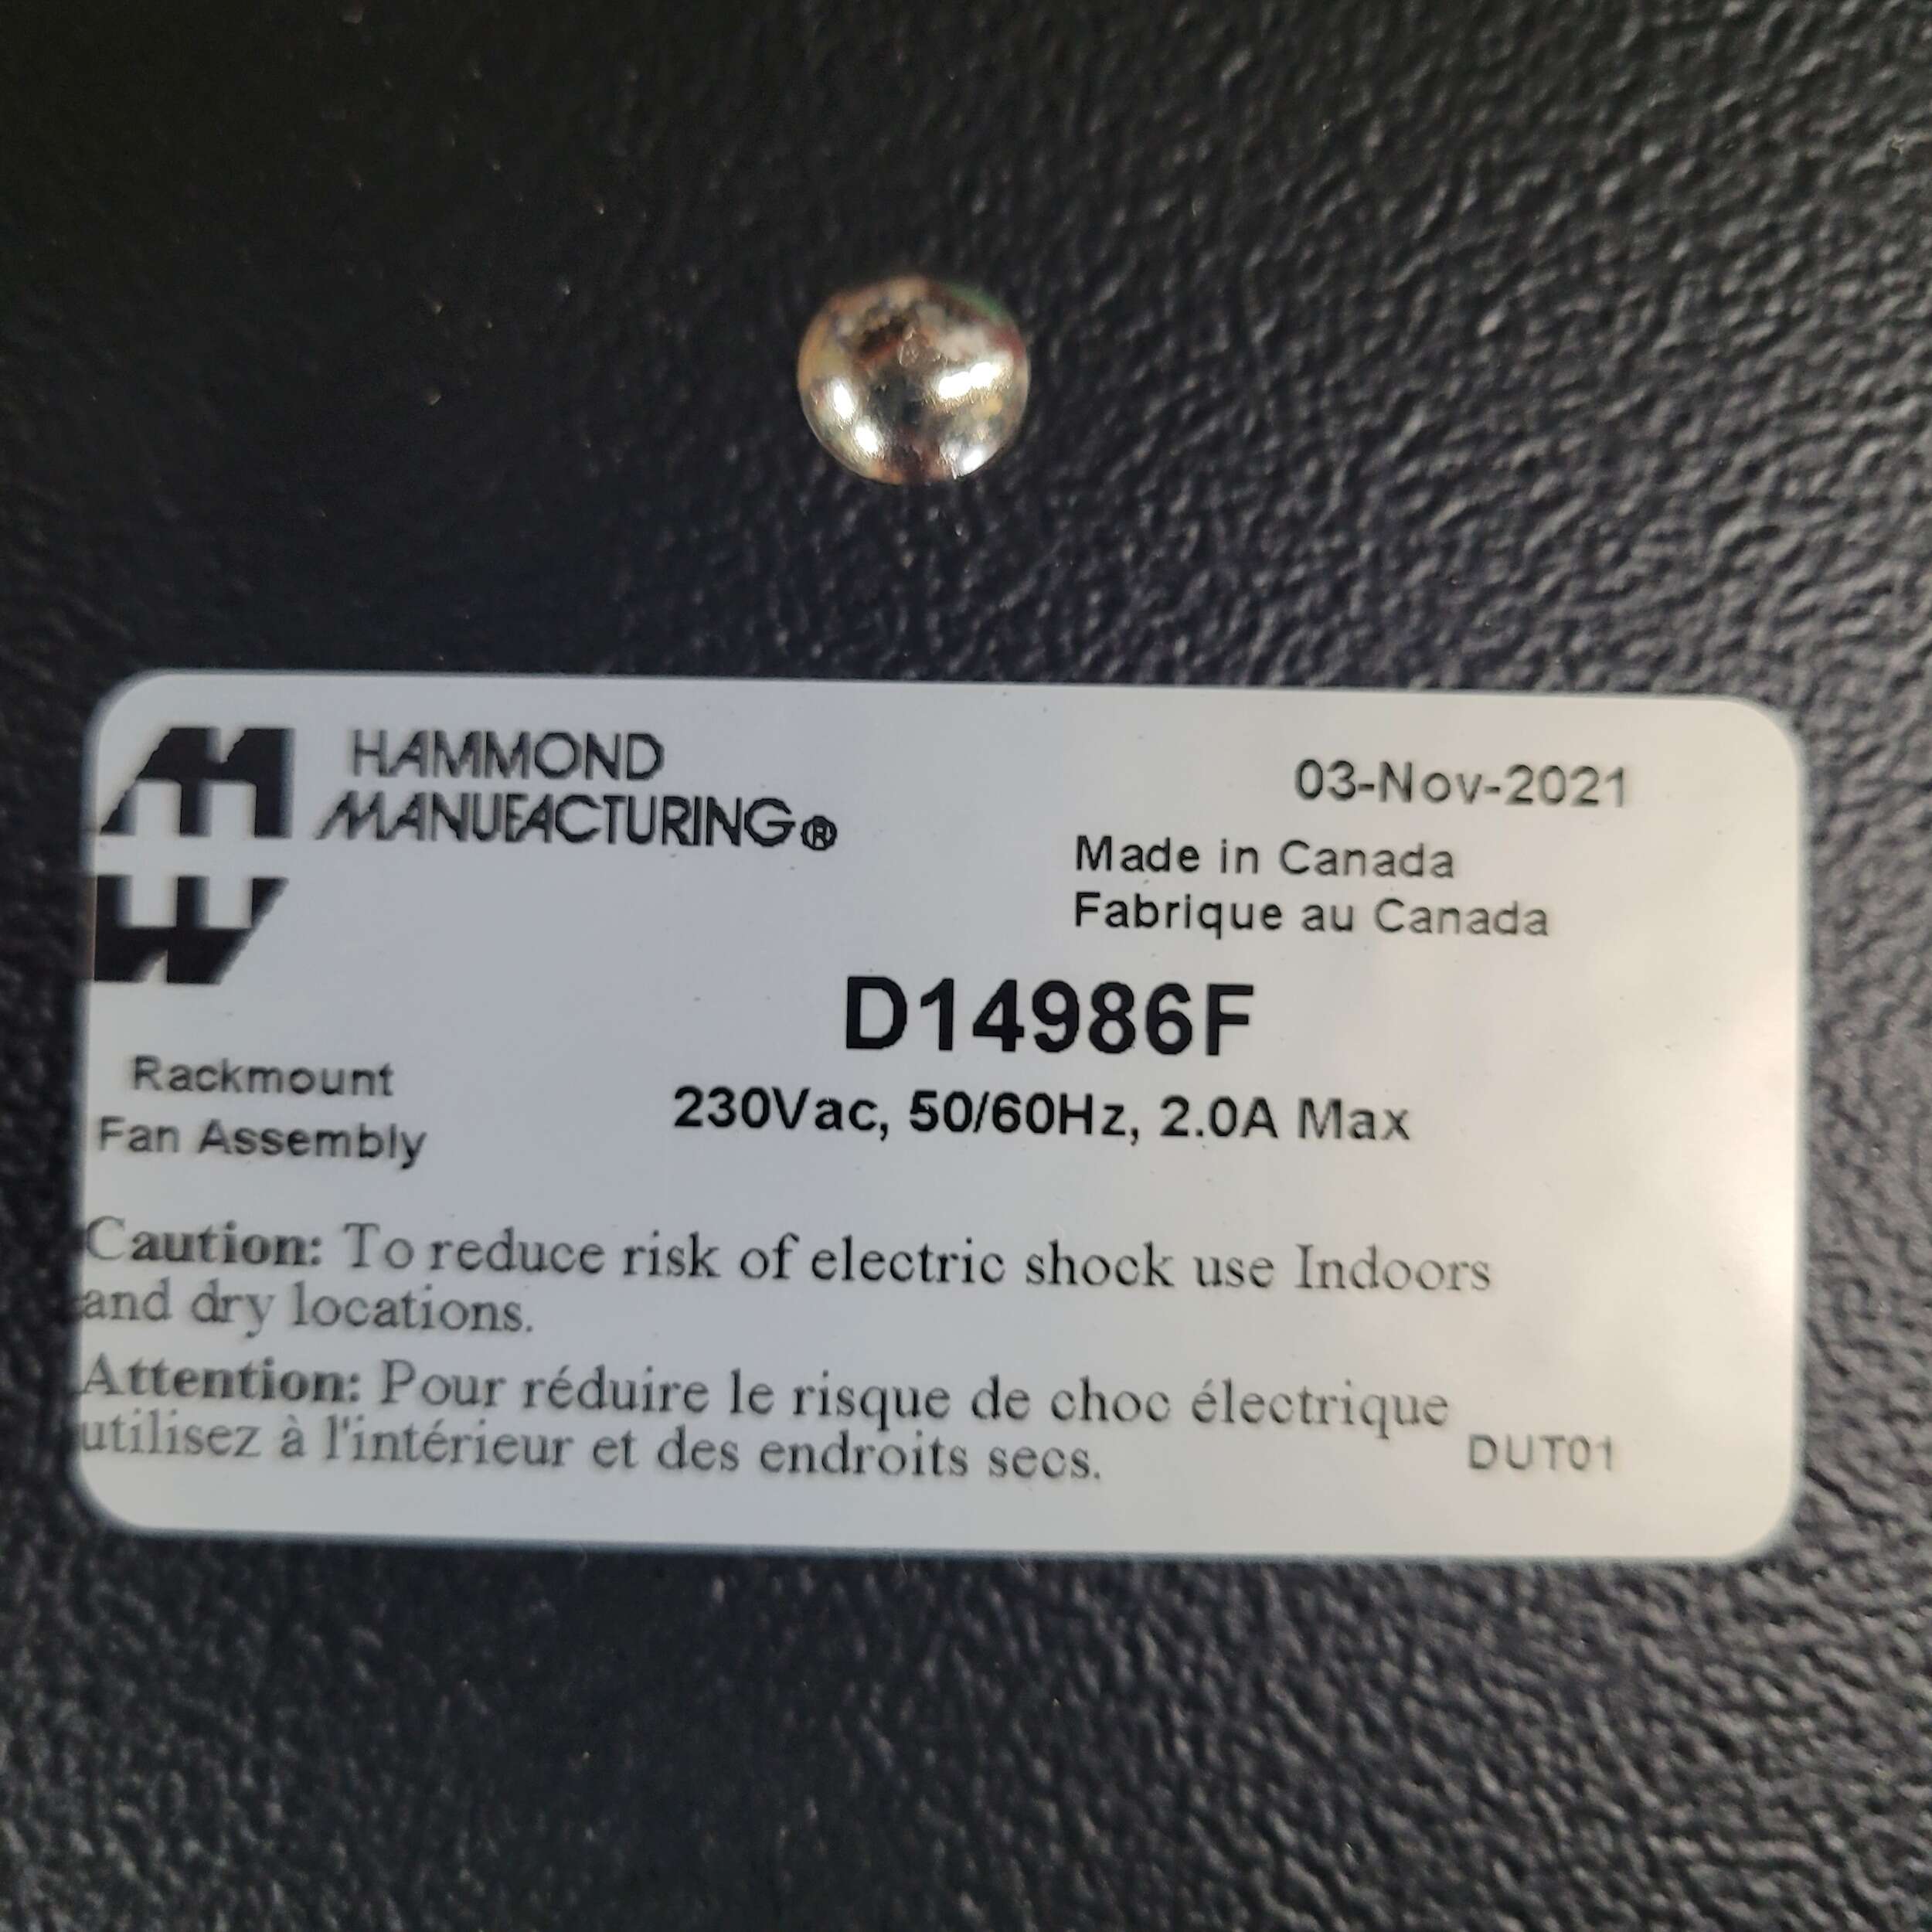 HAMMOND
MANUFACTURING®
03-Nov-2021
Made in Canada
Fabrique au Canada
D14986F
Rackmount
Fan Assembly
230Vac, 50/60Hz, 2.0A Max
Caution: To reduce risk of electric shock use Indoors
and dry locations.
Attention: Pour réduire le risque de choc électrique
utilisez à l'intérieur et des endroits secs.
DUT01